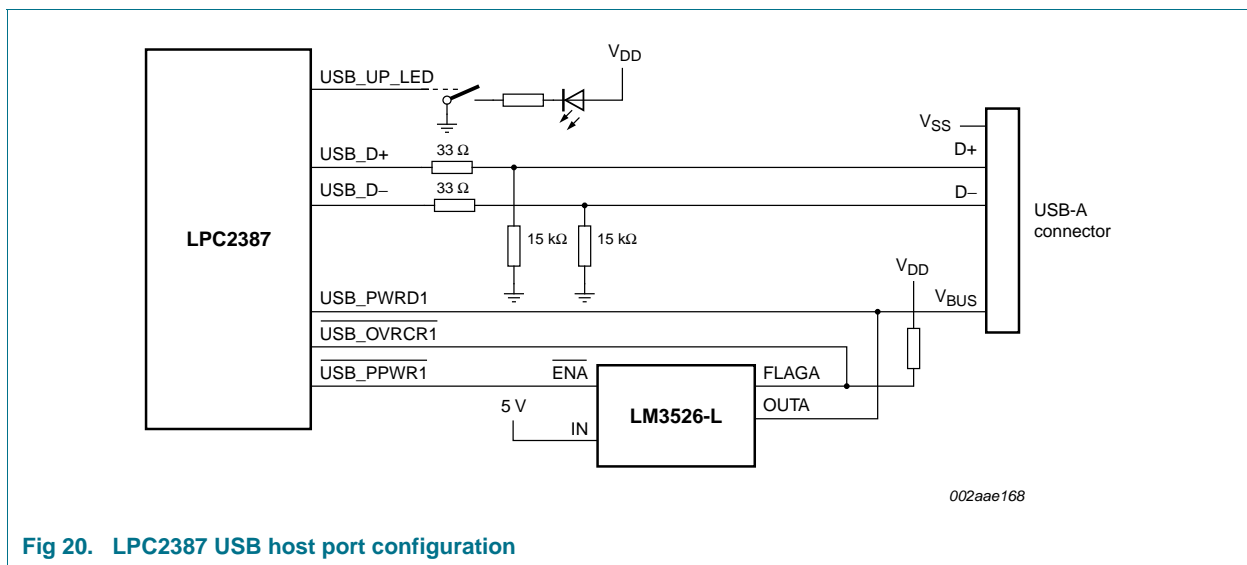 V_DD
USB_UP_LED
V_SS
USB_D+ 33 Ω D+
USB_D− 33 Ω D−
USB-A
connector
LPC2387
15 kΩ 15 kΩ
V_DD
USB_PWRD1 V_BUS
USB_OVRCR1
USB_PPWR1 ENA FLAGA
5 V OUTA
LM3526-L
IN
002aae168
Fig 20. LPC2387 USB host port configuration